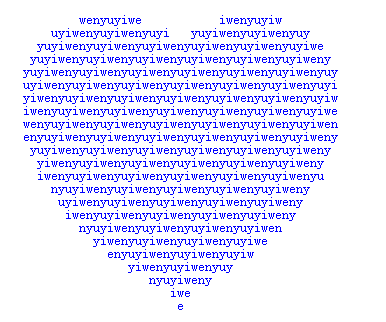 wenyuyiwe iwenyuyiw
uyiwenyuyiwenyuyi yuyiwenyuyiwenyuy
yuyiwenyuyiwenyuyiwenyuyiwenyuyiwenyuyiwe
yuyiwenyuyiwenyuyiwenyuyiwenyuyiwenyuyiweny
yuyiwenyuyiwenyuyiwenyuyiwenyuyiwenyuyiwenyuy
uyiwenyuyiwenyuyiwenyuyiwenyuyiwenyuyiwenyuyi
yiwenyuyiwenyuyiwenyuyiwenyuyiwenyuyiwenyuyiw
iwenyuyiwenyuyiwenyuyiwenyuyiwenyuyiwenyuyiwe
wenyuyiwenyuyiwenyuyiwenyuyiwenyuyiwenyuyiwen
enyuyiwenyuyiwenyuyiwenyuyiwenyuyiwenyuyiweny
yuyiwenyuyiwenyuyiwenyuyiwenyuyiwenyuyiweny
yiwenyuyiwenyuyiwenyuyiwenyuyiwenyuyiweny
iwenyuyiwenyuyiwenyuyiwenyuyiwenyuyiwenyu
nyuyiwenyuyiwenyuyiwenyuyiwenyuyiweny
uyiwenyuyiwenyuyiwenyuyiwenyuyiweny
iwenyuyiwenyuyiwenyuyiwenyuyiweny
nyuyiwenyuyiwenyuyiwenyuyiwen
yiwenyuyiwenyuyiwenyuyiwe
enyuyiwenyuyiwenyuyiw
yiwenyuyiwenyuy
nyuyiweny
iwe
e